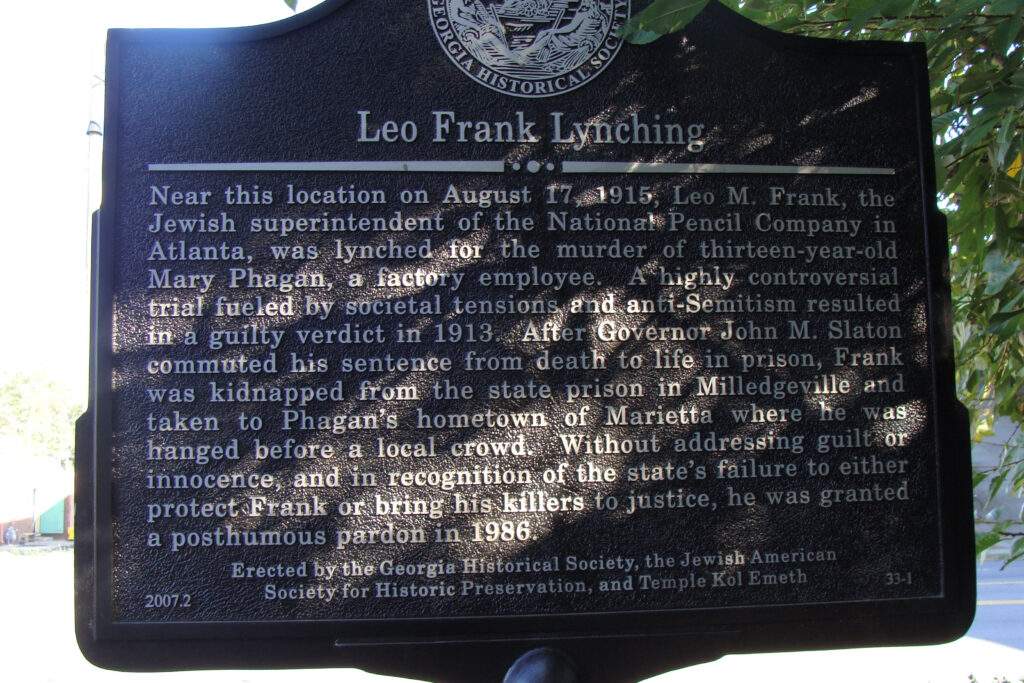 GEORGIA HISTORICAL SOCIETY
Leo Frank Lynching
Near this location on August 17, 1915, Leo M. Frank, the
Jewish superintendent of the National Pencil Company in
Atlanta, was lynched for the murder of thirteen-year-old
Mary Phagan, a factory employee. A highly controversial
trial fueled by societal tensions and anti-Semitism resulted
in a guilty verdict in 1913. After Governor John M. Slaton
commuted his sentence from death to life in prison, Frank
was kidnapped from the state prison in Milledgeville and
taken to Phagan's hometown of Marietta where he was
hanged before a local crowd. Without addressing guilt or
innocence, and in recognition of the state's failure to either
protect Frank or bring his killers to justice, he was granted
a posthumous pardon in 1986.
Erected by the Georgia Historical Society, the Jewish American
Society for Historic Preservation, and Temple Kol Emeth
2007.2
33-1